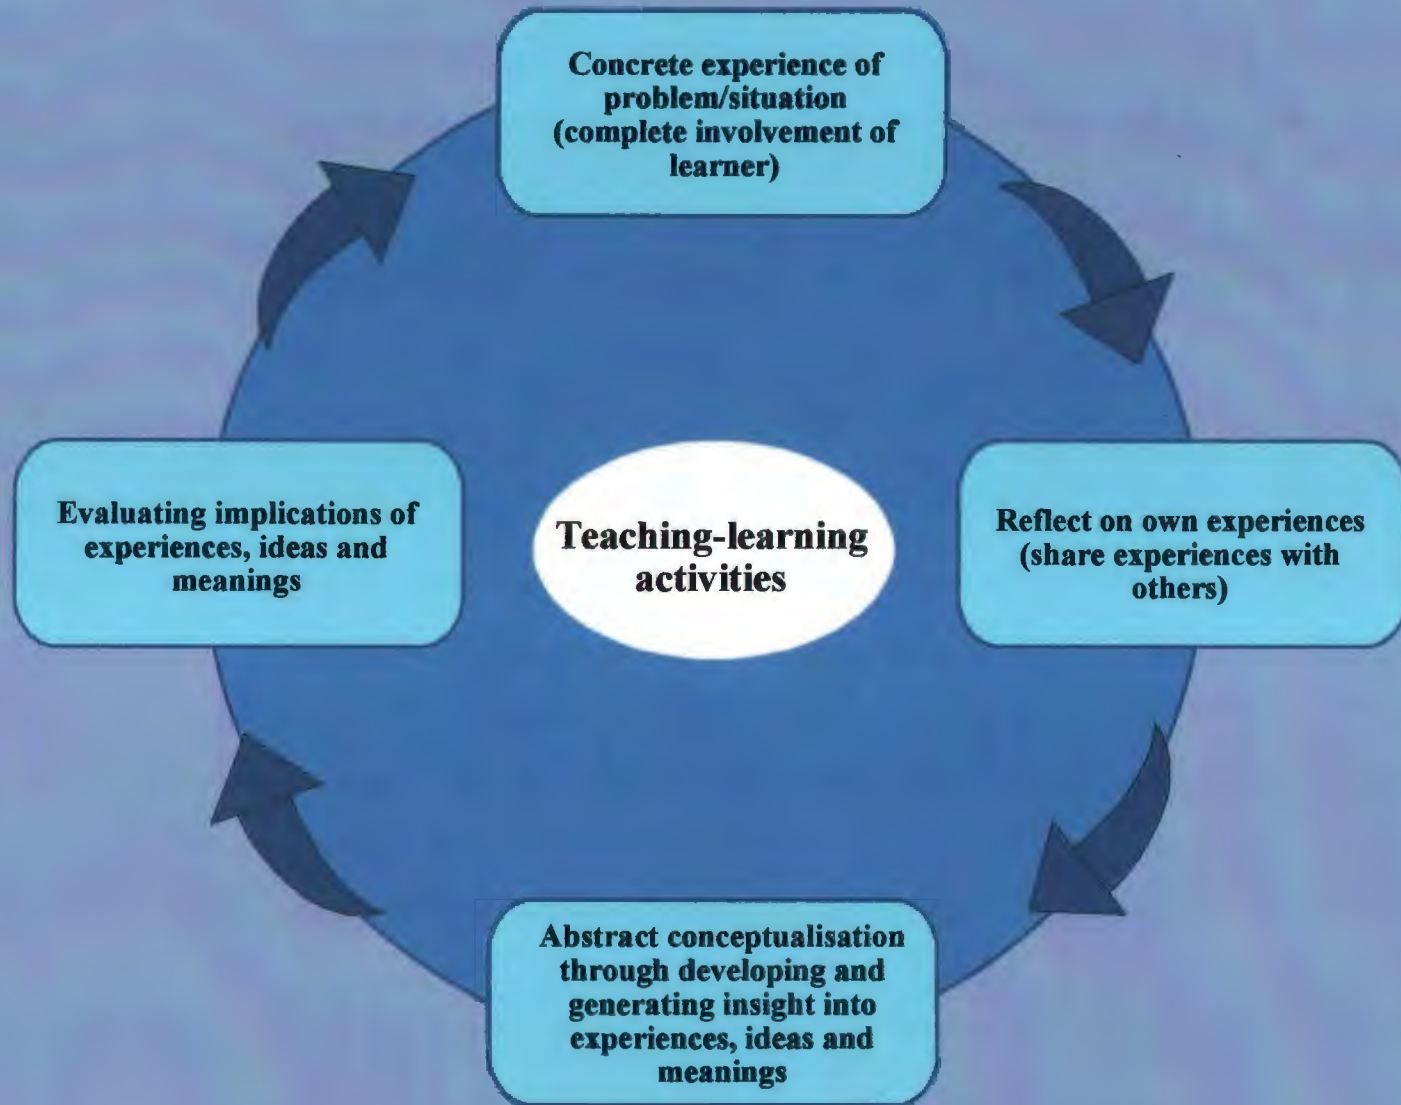 Concrete experience of
problem/situation
(complete involvement of
learner)
Reflect on own experiences
(share experiences with
others)
Abstract conceptualisation
through developing and
generating insight into
experiences, ideas and
meanings
Evaluating implications of
experiences, ideas and
meanings
Teaching-learning
activities